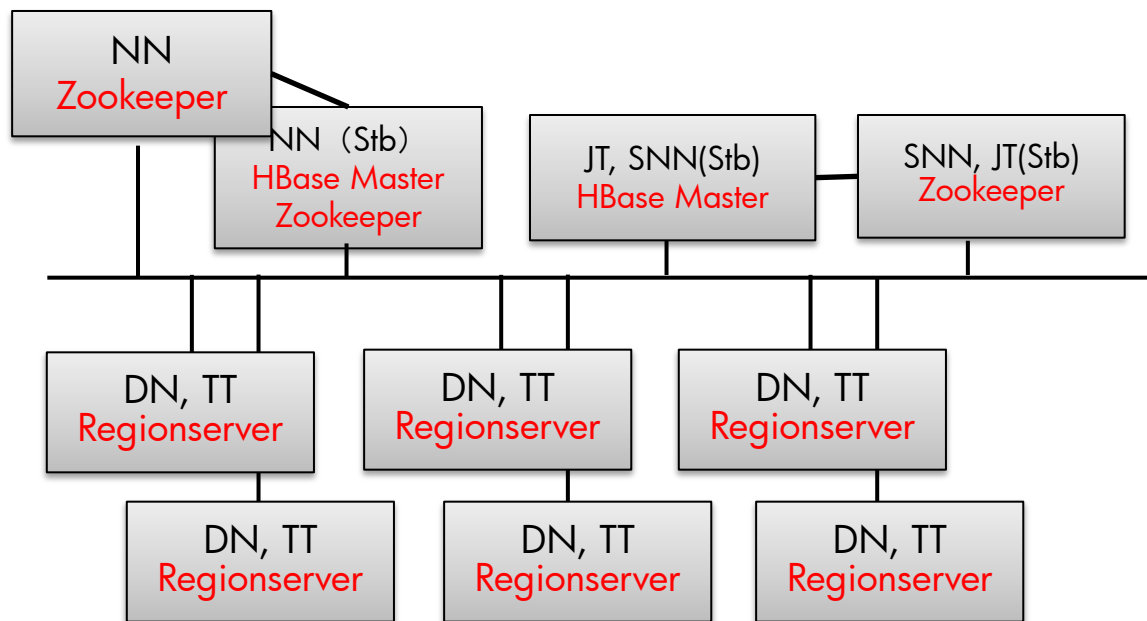 NN
Zookeeper
NN（Stb）
HBase Master
Zookeeper
JT, SNN(Stb)
HBase Master
SNN, JT(Stb)
Zookeeper
DN, TT
Regionserver
DN, TT
Regionserver
DN, TT
Regionserver
DN, TT
Regionserver
DN, TT
Regionserver
DN, TT
Regionserver